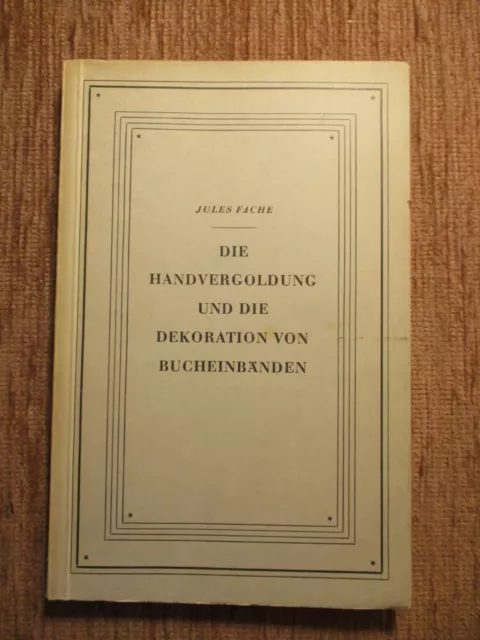 JULES FACHE
DIE
HANDVERGOLDUNG
UND DIE
DEKORATION VON
BUCHEINBÄNDEN